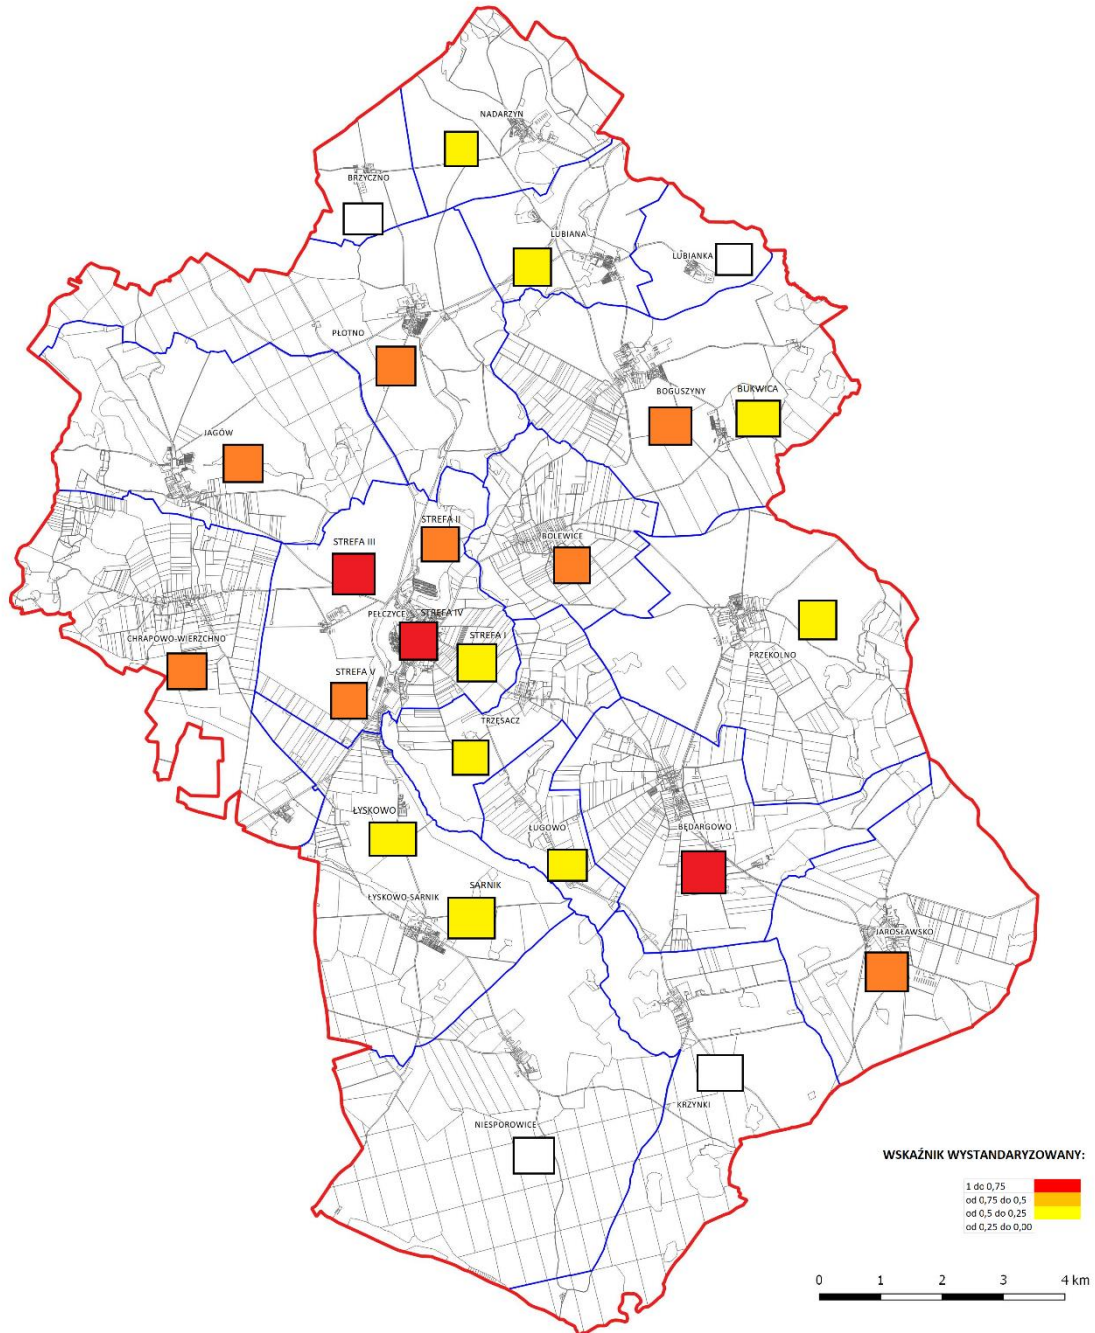 NADARZYN
BRZYCZNO
LUBIANA
LUBIANKA
PŁOTNO
BOGUSZYNY
BUKWICA
JAGÓW
STREFA II
BOLEWICE
STREFA III
PEŁCZYCE
STREFA IV
CHRAPOWO-WIERZCHNO
STREFA I
PRZEKOLNO
STREFA V
TRZĘSACZ
ŁYSKOWO
ŁUGOWO
BĘDARGOWO
SARNIK
ŁYSKOWO-SARNIK
JAROSŁAWSKO
KRZYNKI
NIESPOROWICE
WSKAŹNIK WYSTANDARYZOWANY:
1 do 0,75
od 0,75 do 0,5
od 0,5 do 0,25
od 0,25 do 0,00
0 1 2 3 4 km